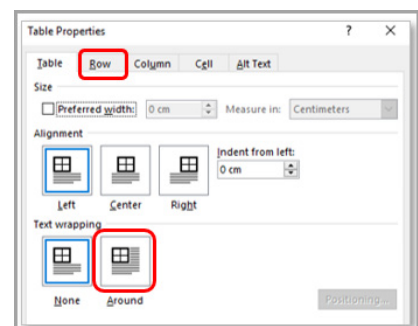 Table Properties ? X
Table Row Column Cell Alt Text
Size
Preferred width: 0 cm Measure in: Centimeters
Alignment
Indent from left:
0 cm
Left Center Right
Text wrapping
None Around Positioning...